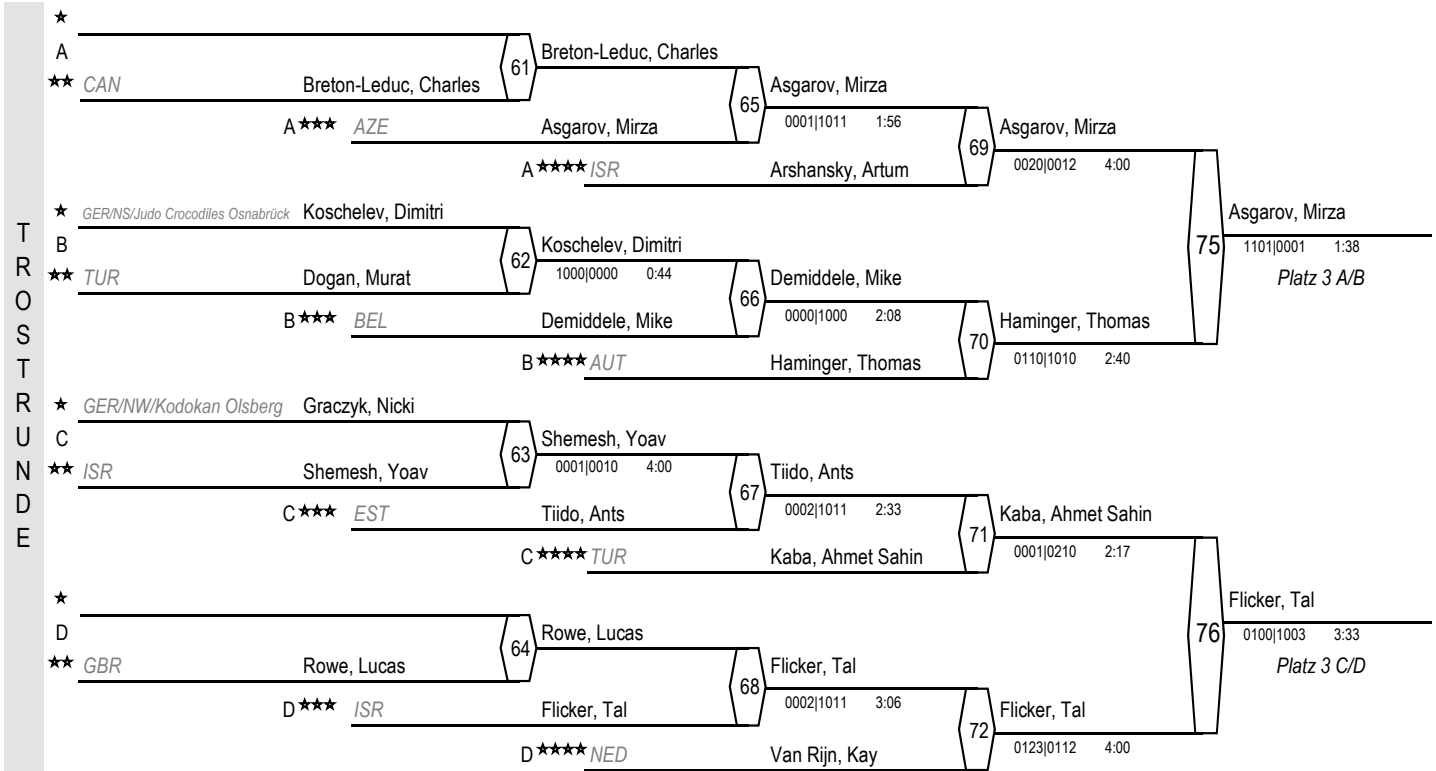 TROSTRUNDE
★
A
61 Breton-Leduc, Charles
★★ CAN Breton-Leduc, Charles
65 Asgarov, Mirza
0001|1011 1:56
A★★★ AZE Asgarov, Mirza
69 Asgarov, Mirza
0020|0012 4:00
A★★★★ ISR Arshansky, Artum
★ GER/NS/Judo Crocodiles Osnabrück Koschelev, Dimitri
75 Asgarov, Mirza
1101|0001 1:38
Platz 3 A/B
B
62 Koschelev, Dimitri
1000|0000 0:44
★★ TUR Dogan, Murat
66 Demiddele, Mike
0000|1000 2:08
B★★★ BEL Demiddele, Mike
70 Haminger, Thomas
0110|1010 2:40
B★★★★ AUT Haminger, Thomas
★ GER/NW/Kodokan Olsberg Graczyk, Nicki
C
63 Shemesh, Yoav
0001|0010 4:00
★★ ISR Shemesh, Yoav
67 Tiido, Ants
0002|1011 2:33
C★★★ EST Tiido, Ants
71 Kaba, Ahmet Sahin
0001|0210 2:17
C★★★★ TUR Kaba, Ahmet Sahin
★
76 Flicker, Tal
0100|1003 3:33
Platz 3 C/D
D
64 Rowe, Lucas
★★ GBR Rowe, Lucas
68 Flicker, Tal
0002|1011 3:06
D★★★ ISR Flicker, Tal
72 Flicker, Tal
0123|0112 4:00
D★★★★ NED Van Rijn, Kay